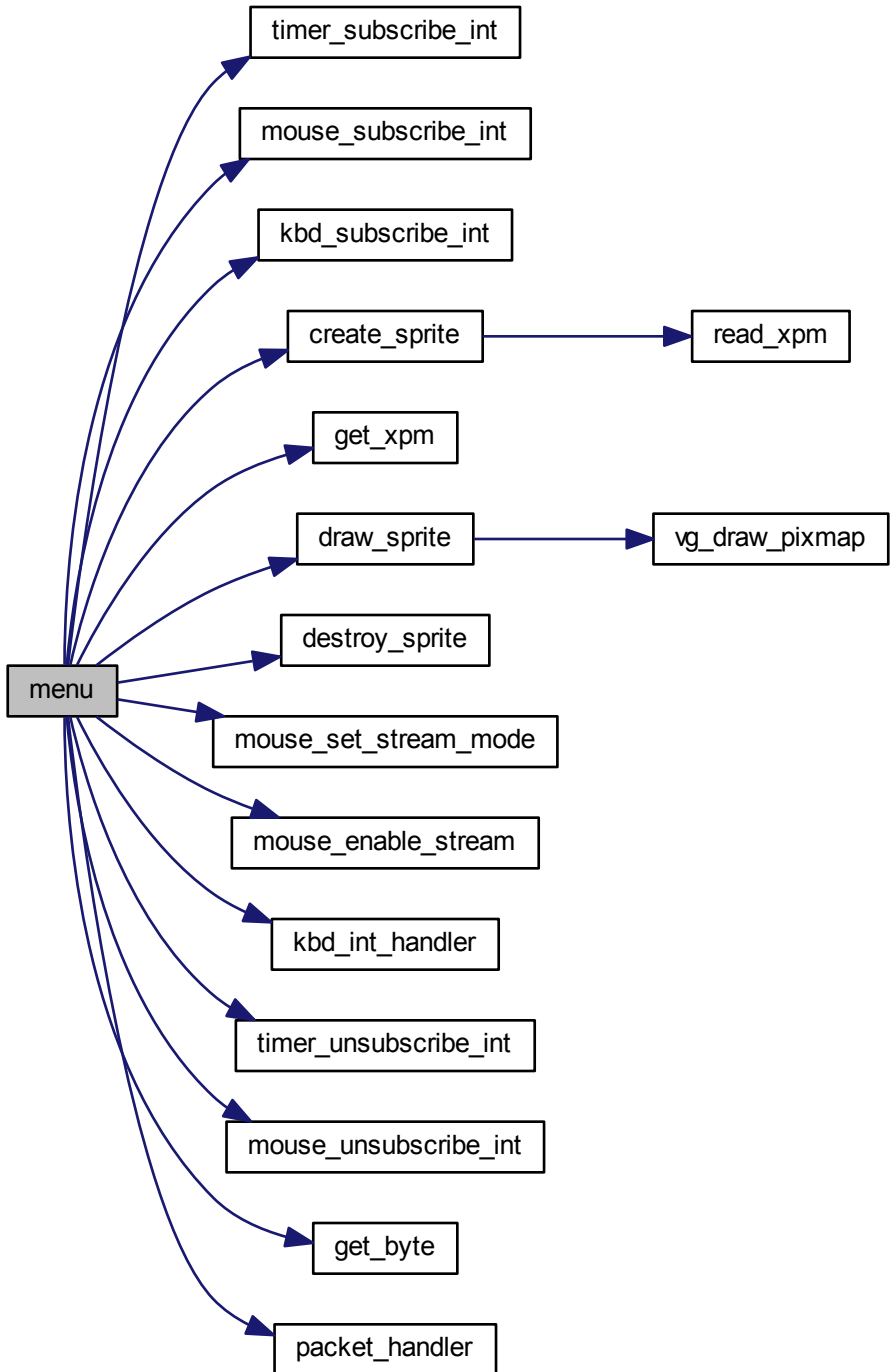 timer_subscribe_int
mouse_subscribe_int
kbd_subscribe_int
create_sprite
read_xpm
get_xpm
draw_sprite
vg_draw_pixmap
destroy_sprite
menu
mouse_set_stream_mode
mouse_enable_stream
kbd_int_handler
timer_unsubscribe_int
mouse_unsubscribe_int
get_byte
packet_handler